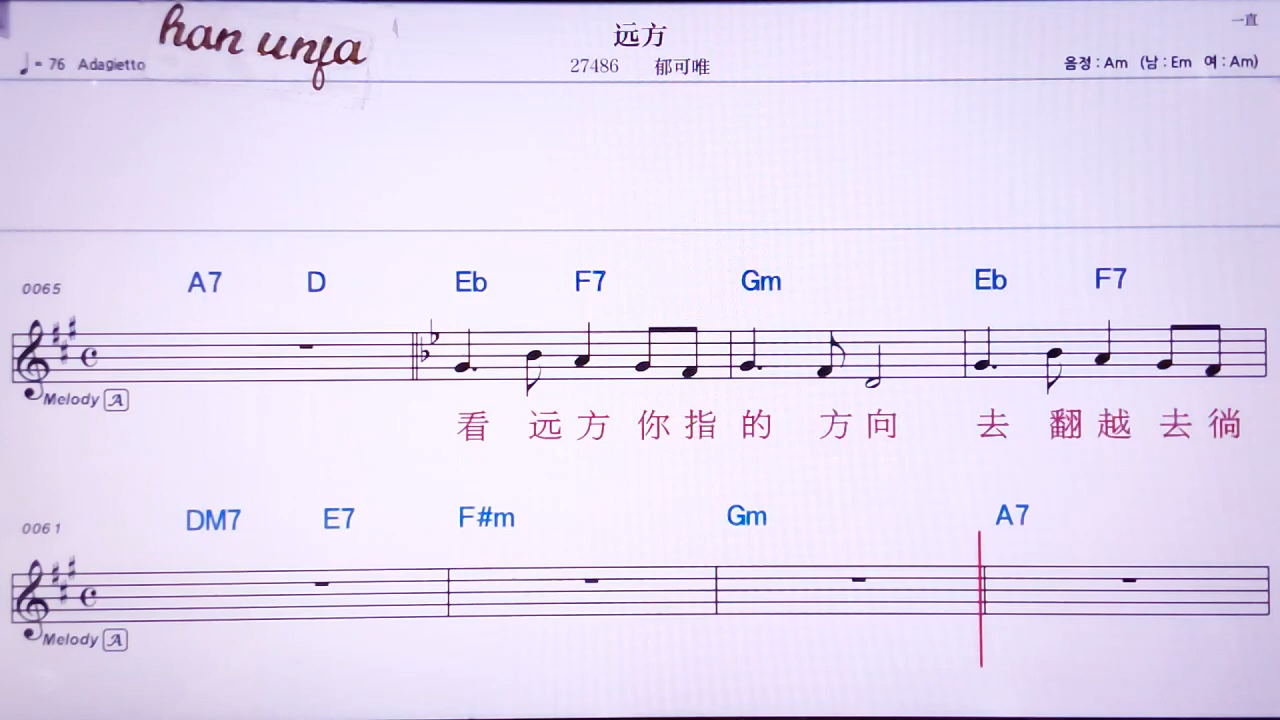 han unfa
远方
一直
♩= 76 Adagietto
27486 郁可唯
음정 : Am (남 : Em 여 : Am)
0065 A7 D Eb F7 Gm Eb F7
Melody A
看 远 方 你 指 的 方 向 去 翻 越 去 徜
0061 DM7 E7 F#m Gm A7
Melody A